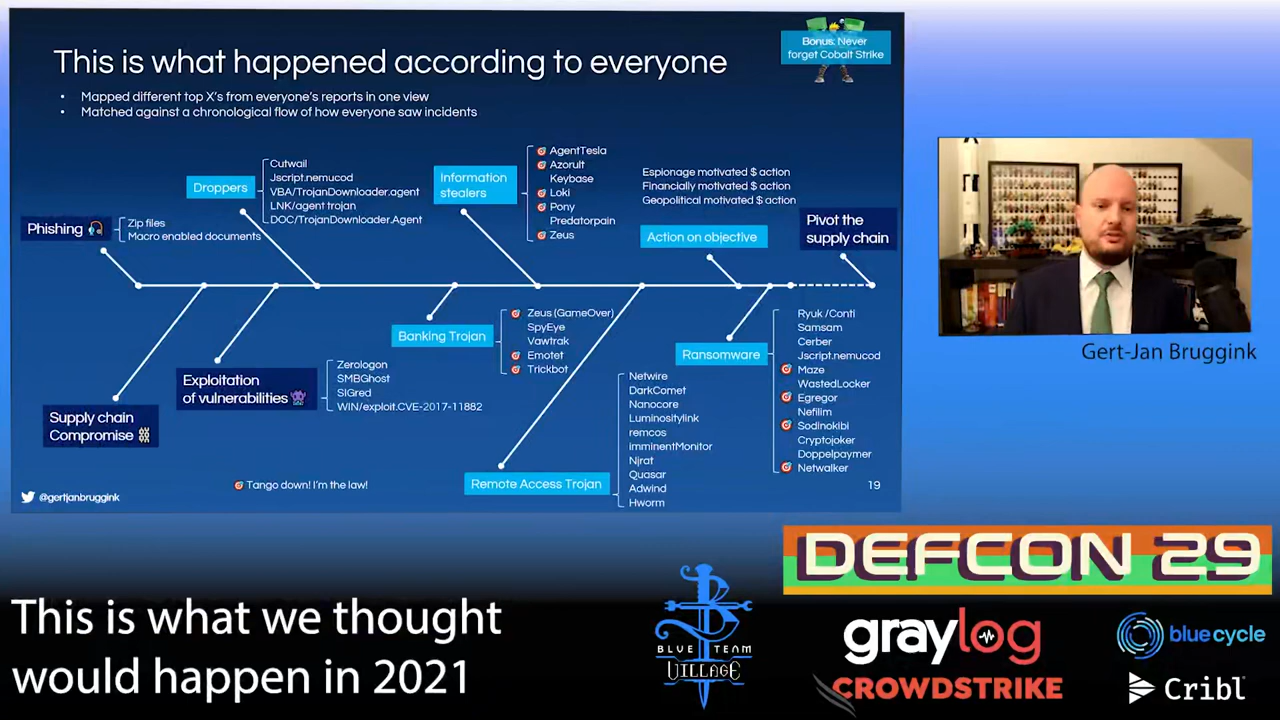 This is what happened according to everyone
Bonus: Never
forget Cobalt Strike
• Mapped different top X's from everyone's reports in one view
• Matched against a chronological flow of how everyone saw incidents
Phishing
Zip files
Macro enabled documents
Droppers
Cutwail
Jscript.nemucod
VBA/TrojanDownloader.agent
LNK/agent trojan
DOC/TrojanDownloader.Agent
Information
stealers
AgentTesla
Azorult
Keybase
Loki
Pony
Predatorpain
Zeus
Espionage motivated $ action
Financially motivated $ action
Geopolitical motivated $ action
Action on objective
Pivot the
supply chain
Supply chain
Compromise
Exploitation
of vulnerabilities
Zerologon
SMBGhost
SIGred
WIN/exploit.CVE-2017-11882
Banking Trojan
Zeus (GameOver)
SpyEye
Vawtrak
Emotet
Trickbot
Remote Access Trojan
Netwire
DarkComet
Nanocore
Luminositylink
remcos
imminentMonitor
Njrat
Quasar
Adwind
Hworm
Ransomware
Ryuk /Conti
Samsam
Cerber
Jscript.nemucod
Maze
WastedLocker
Egregor
Nefilim
Sodinokibi
Cryptojoker
Doppelpaymer
Netwalker
Tango down! I'm the law!
@gertjanbruggink
19
Gert-Jan Bruggink
This is what we thought
would happen in 2021
BLUE TEAM
VILLAGE
DEFCON 29
graylog
blue cycle
CROWDSTRIKE
Cribl